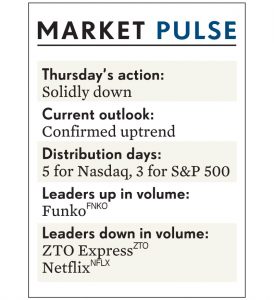 MARKET PULSE
Thursday's action:
Solidly down
Current outlook:
Confirmed uptrend
Distribution days:
5 for Nasdaq, 3 for S&P 500
Leaders up in volume:
Funko FNKO
Leaders down in volume:
ZTO Express ZTO
Netflix NFLX